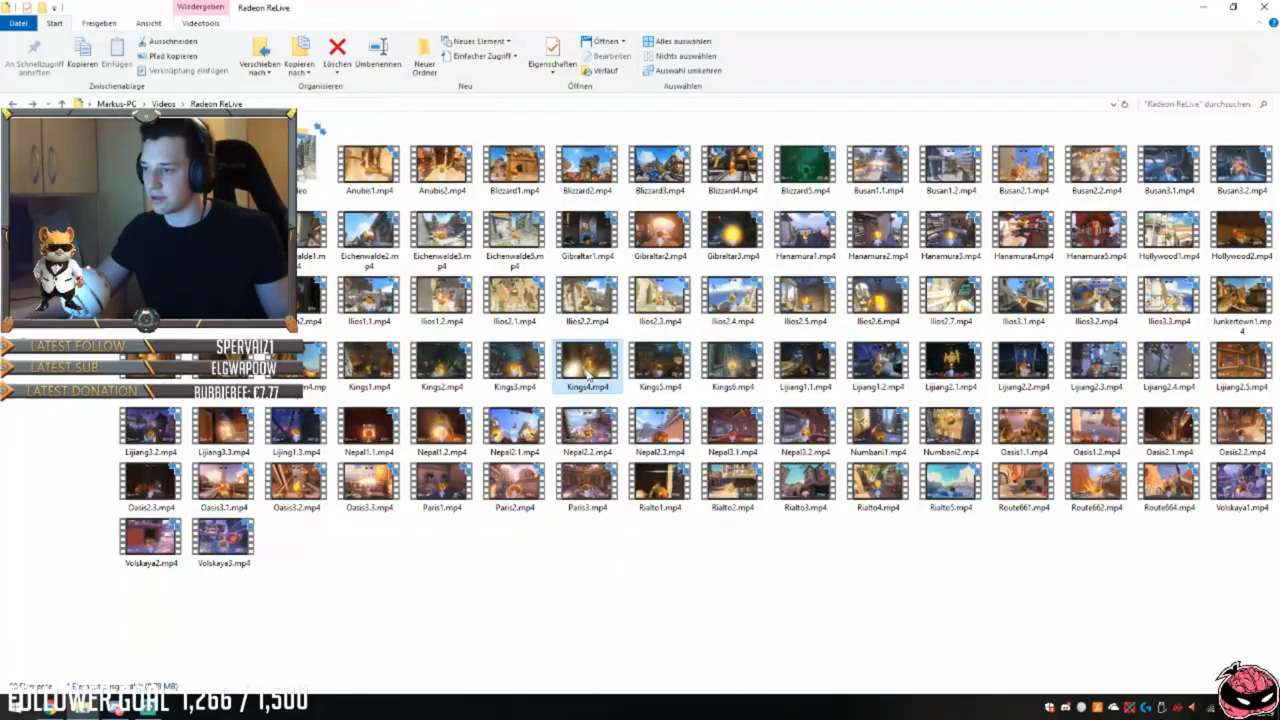 Wiedergeben
Radeon ReLive
Datei
Start
Freigeben
Ansicht
Videotools
An Schnellzugriff anheften
Kopieren
Einfügen
Ausschneiden
Pfad kopieren
Verknüpfung einfügen
Zwischenablage
Verschieben nach
Kopieren nach
Löschen
Umbenennen
Organisieren
Neuer Ordner
Neues Element
Einfacher Zugriff
Neu
Eigenschaften
Öffnen
Bearbeiten
Verlauf
Öffnen
Alles auswählen
Nichts auswählen
Auswahl umkehren
Auswählen
Markus-PC > Videos > Radeon ReLive
"Radeon ReLive" durchsuchen
Anubis1.mp4 Anubis2.mp4 Blizzard1.mp4 Blizzard2.mp4 Blizzard3.mp4 Blizzard4.mp4 Blizzard5.mp4 Busan1.1.mp4 Busan1.2.mp4 Busan2.1.mp4 Busan2.2.mp4 Busan3.1.mp4 Busan3.2.mp4
Eichenwalde2.mp4 Eichenwalde3.mp4 Eichenwalde5.mp4 Gibraltar1.mp4 Gibraltar2.mp4 Gibraltar3.mp4 Hanamura1.mp4 Hanamura2.mp4 Hanamura3.mp4 Hanamura4.mp4 Hanamura5.mp4 Hollywood1.mp4 Hollywood2.mp4
Ilios1.1.mp4 Ilios1.2.mp4 Ilios2.1.mp4 Ilios2.2.mp4 Ilios2.3.mp4 Ilios2.4.mp4 Ilios2.5.mp4 Ilios2.6.mp4 Ilios2.7.mp4 Ilios3.1.mp4 Ilios3.2.mp4 Ilios3.3.mp4 Junkertown1.mp4
Kings1.mp4 Kings2.mp4 Kings3.mp4 Kings4.mp4 Kings5.mp4 Kings6.mp4 Lijiang1.1.mp4 Lijiang1.2.mp4 Lijiang2.1.mp4 Lijiang2.2.mp4 Lijiang2.3.mp4 Lijiang2.4.mp4 Lijiang2.5.mp4
Lijiang3.2.mp4 Lijiang3.3.mp4 Lijing1.3.mp4 Nepal1.1.mp4 Nepal1.2.mp4 Nepal2.1.mp4 Nepal2.2.mp4 Nepal2.3.mp4 Nepal3.1.mp4 Nepal3.2.mp4 Numbani1.mp4 Numbani2.mp4 Oasis1.1.mp4 Oasis1.2.mp4 Oasis2.1.mp4 Oasis2.2.mp4
Oasis2.3.mp4 Oasis3.1.mp4 Oasis3.2.mp4 Oasis3.3.mp4 Paris1.mp4 Paris2.mp4 Paris3.mp4 Rialto1.mp4 Rialto2.mp4 Rialto3.mp4 Rialto4.mp4 Rialto5.mp4 Route661.mp4 Route662.mp4 Route664.mp4 Volskaya1.mp4
Volskaya2.mp4 Volskaya3.mp4
LATEST FOLLOW SPERVAIZ1
LATEST SUB ELGWAPOOW
LATEST DONATION BUBBIEBEE: £7.77
FOLLOWER GOAL 1,266 / 1,500